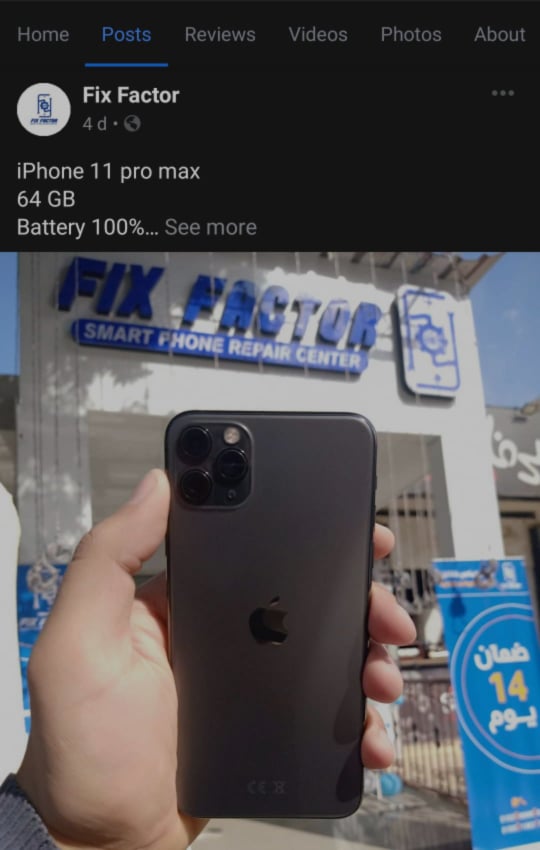 Home Posts Reviews Videos Photos About
Fix Factor
4 d
iPhone 11 pro max
64 GB
Battery 100%... See more
FIX FACTOR
SMART PHONE REPAIR CENTER
ضمان
14
يوم
CE